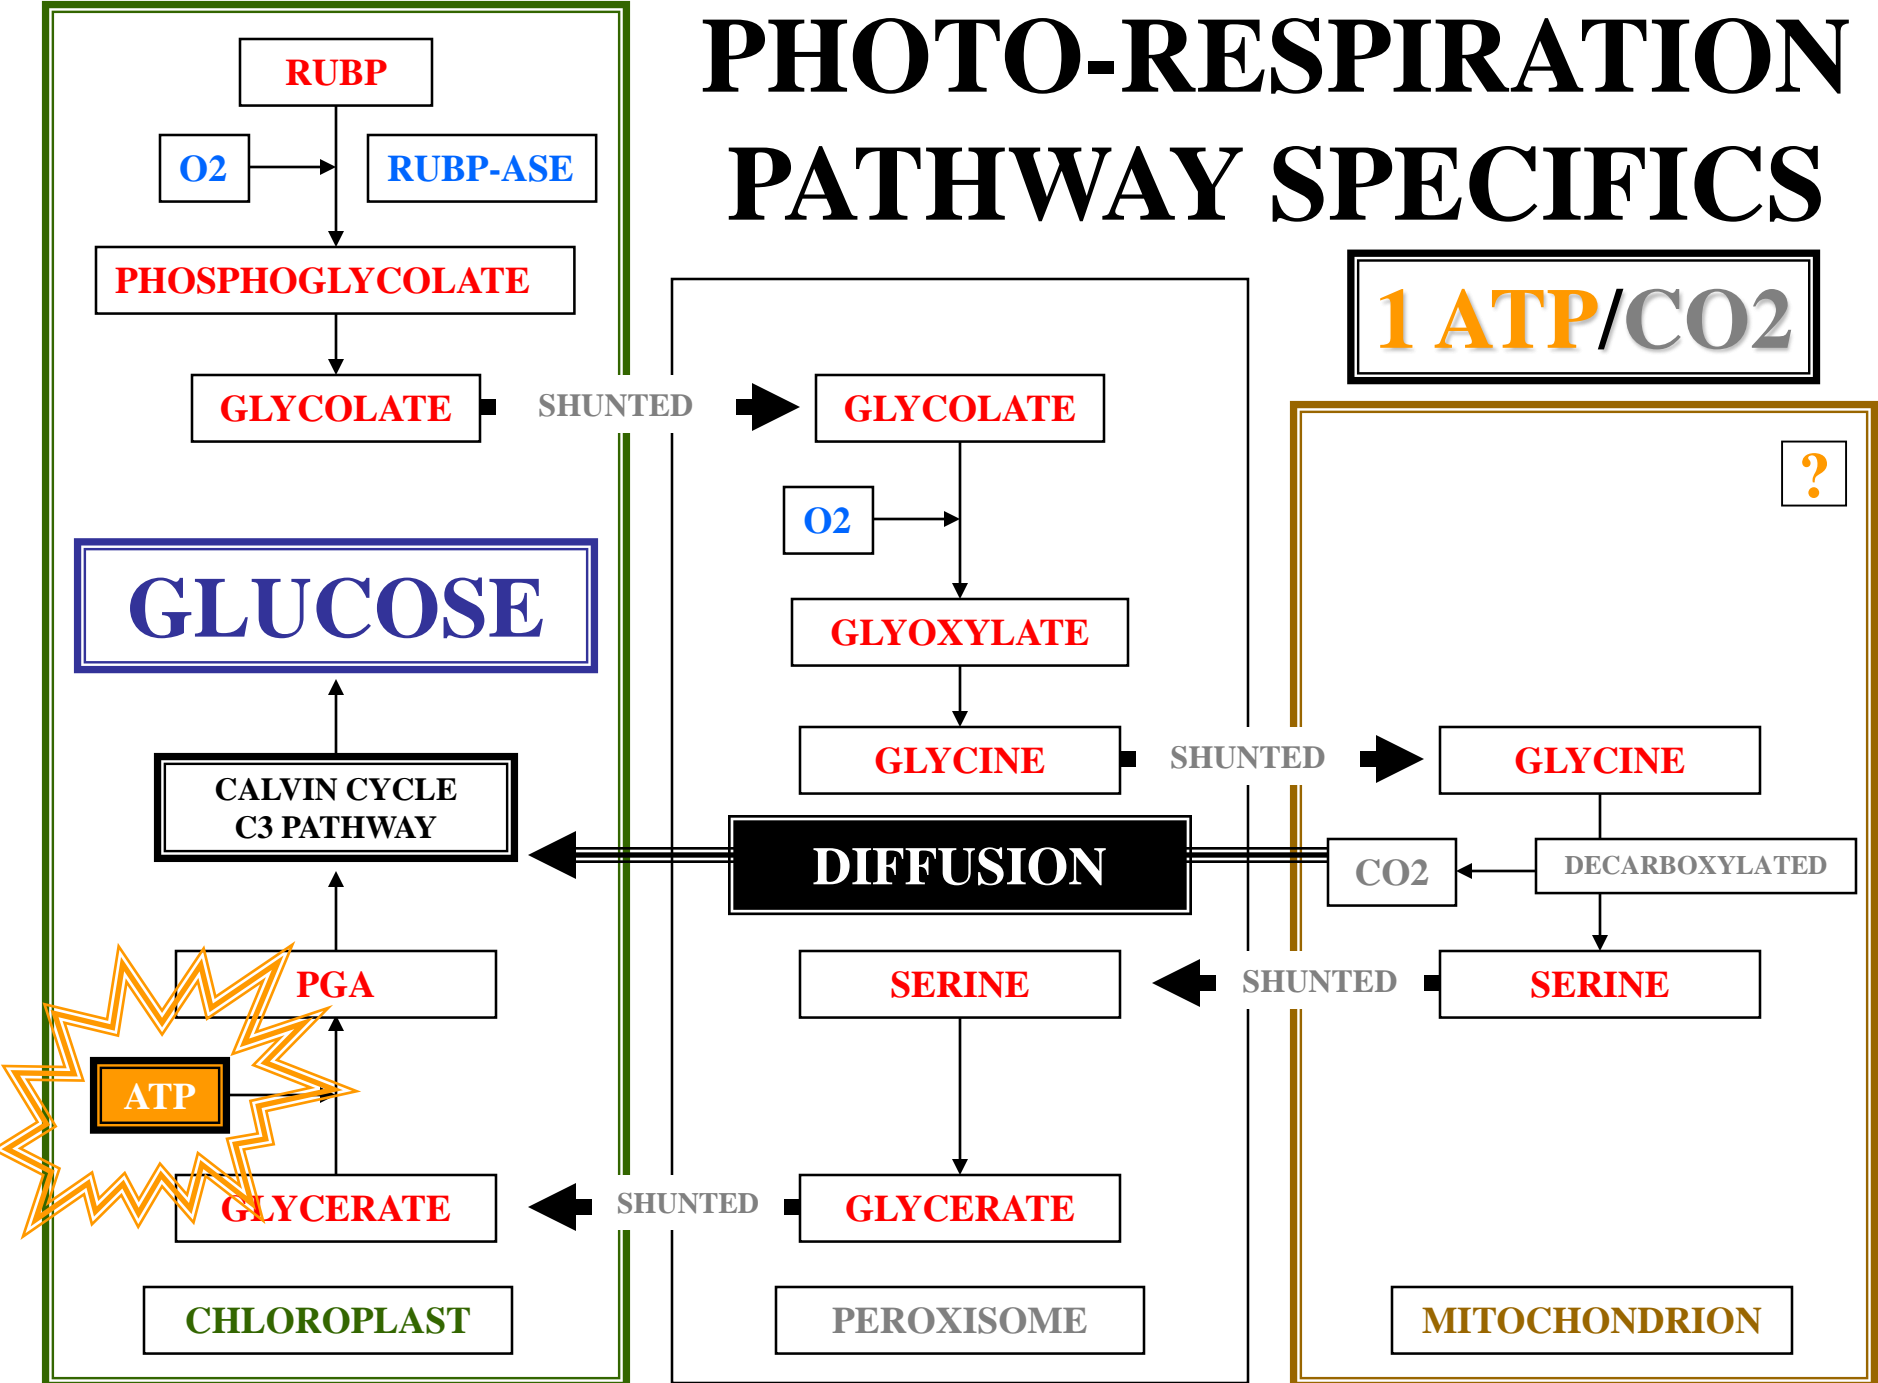 PHOTO-RESPIRATION
PATHWAY SPECIFICS
1 ATP/CO2
RUBP
O2
RUBP-ASE
PHOSPHOGLYCOLATE
GLYCOLATE
SHUNTED
GLYCOLATE
O2
GLYOXYLATE
GLYCINE
SHUNTED
GLYCINE
?
DECARBOXYLATED
CO2
DIFFUSION
SERINE
SHUNTED
SERINE
GLYCERATE
SHUNTED
GLYCERATE
ATP
PGA
CALVIN CYCLE
C3 PATHWAY
GLUCOSE
CHLOROPLAST
PEROXISOME
MITOCHONDRION